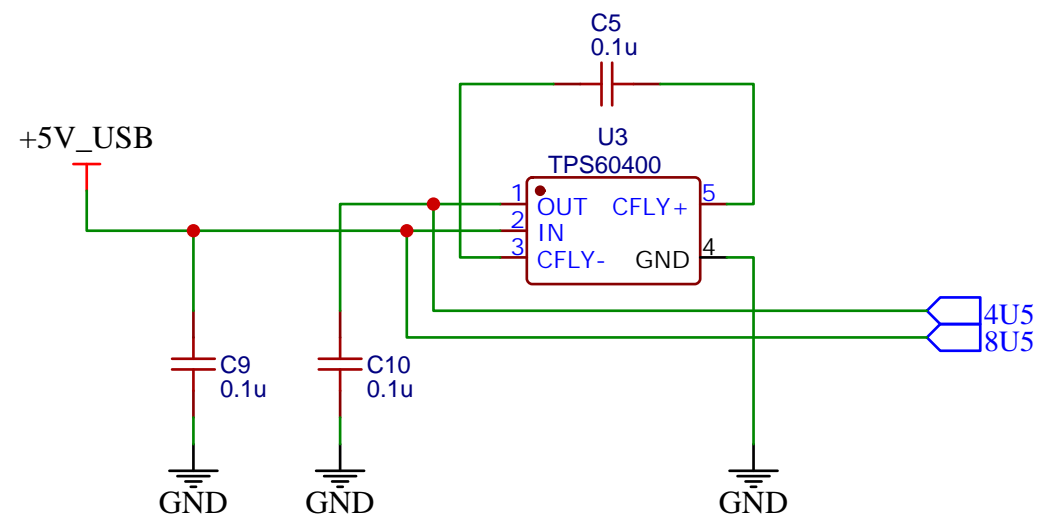 C5
0.1u
+5V_USB
U3
TPS60400
1
OUT
CFLY+
5
2
IN
3
CFLY-
GND
4
4U5
8U5
C9
0.1u
C10
0.1u
GND
GND
GND